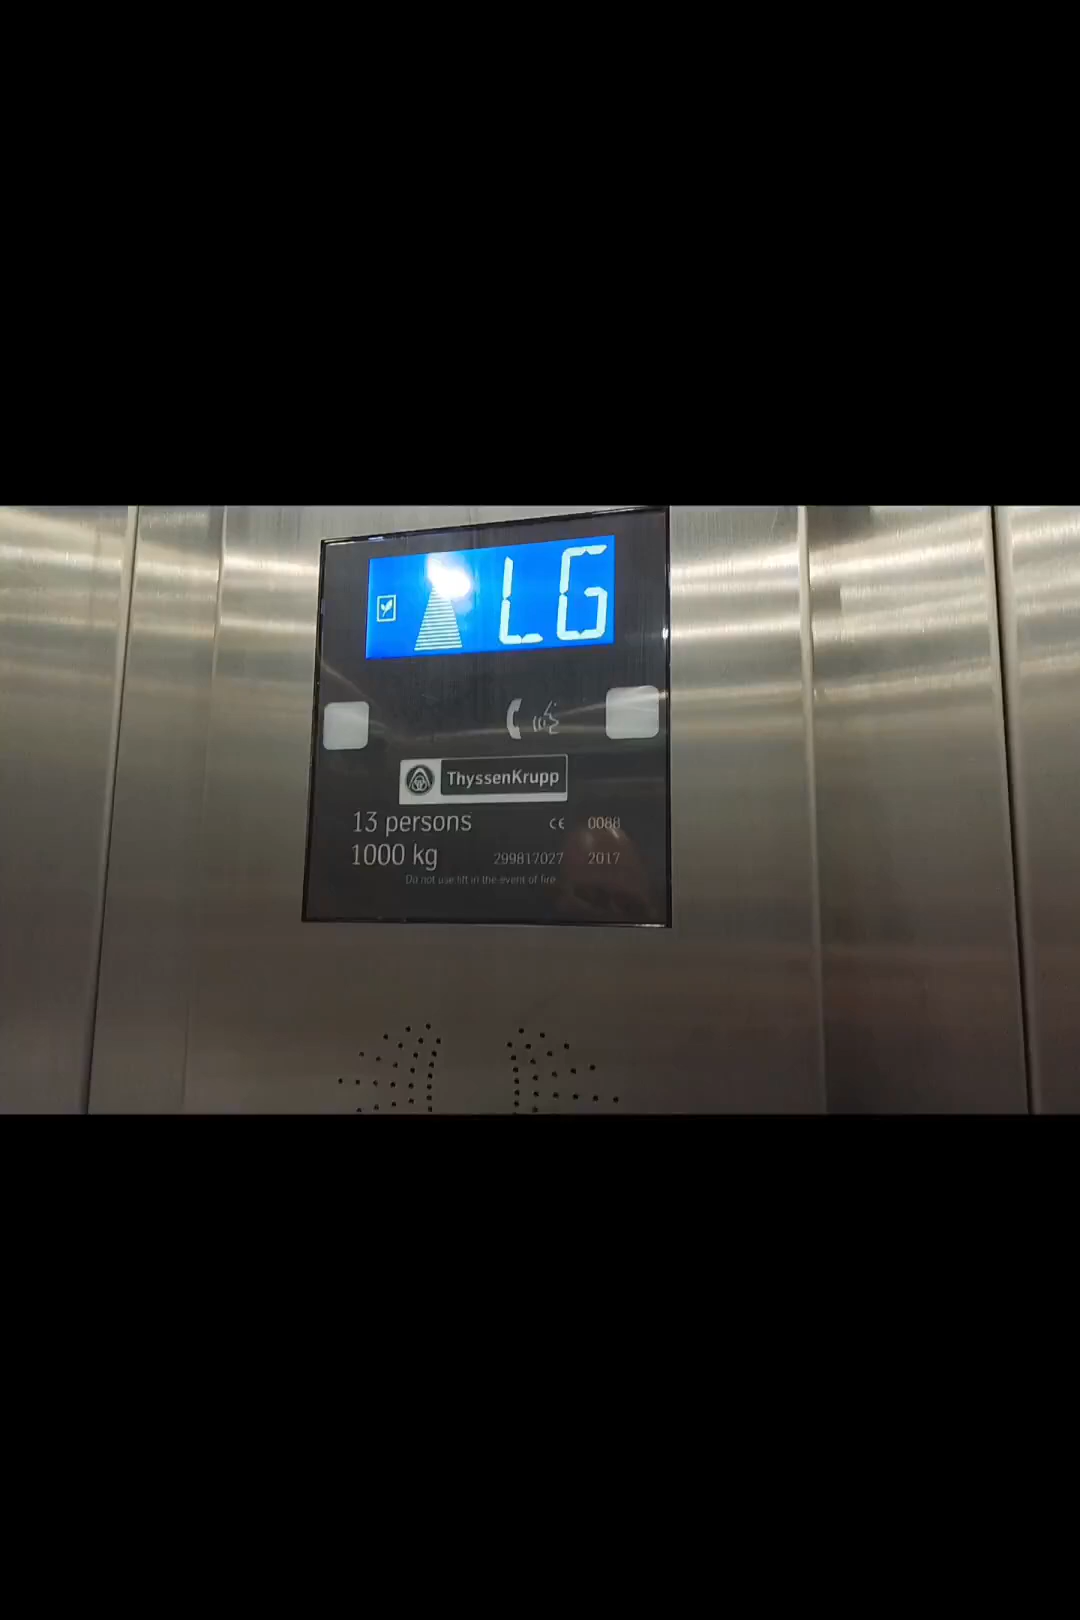 LG
ThyssenKrupp
13 persons CE 0088
1000 kg 299817027 2017
Do not use lift in the event of fire.